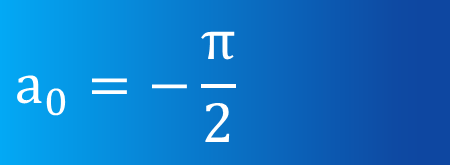 a₀ = − π/2